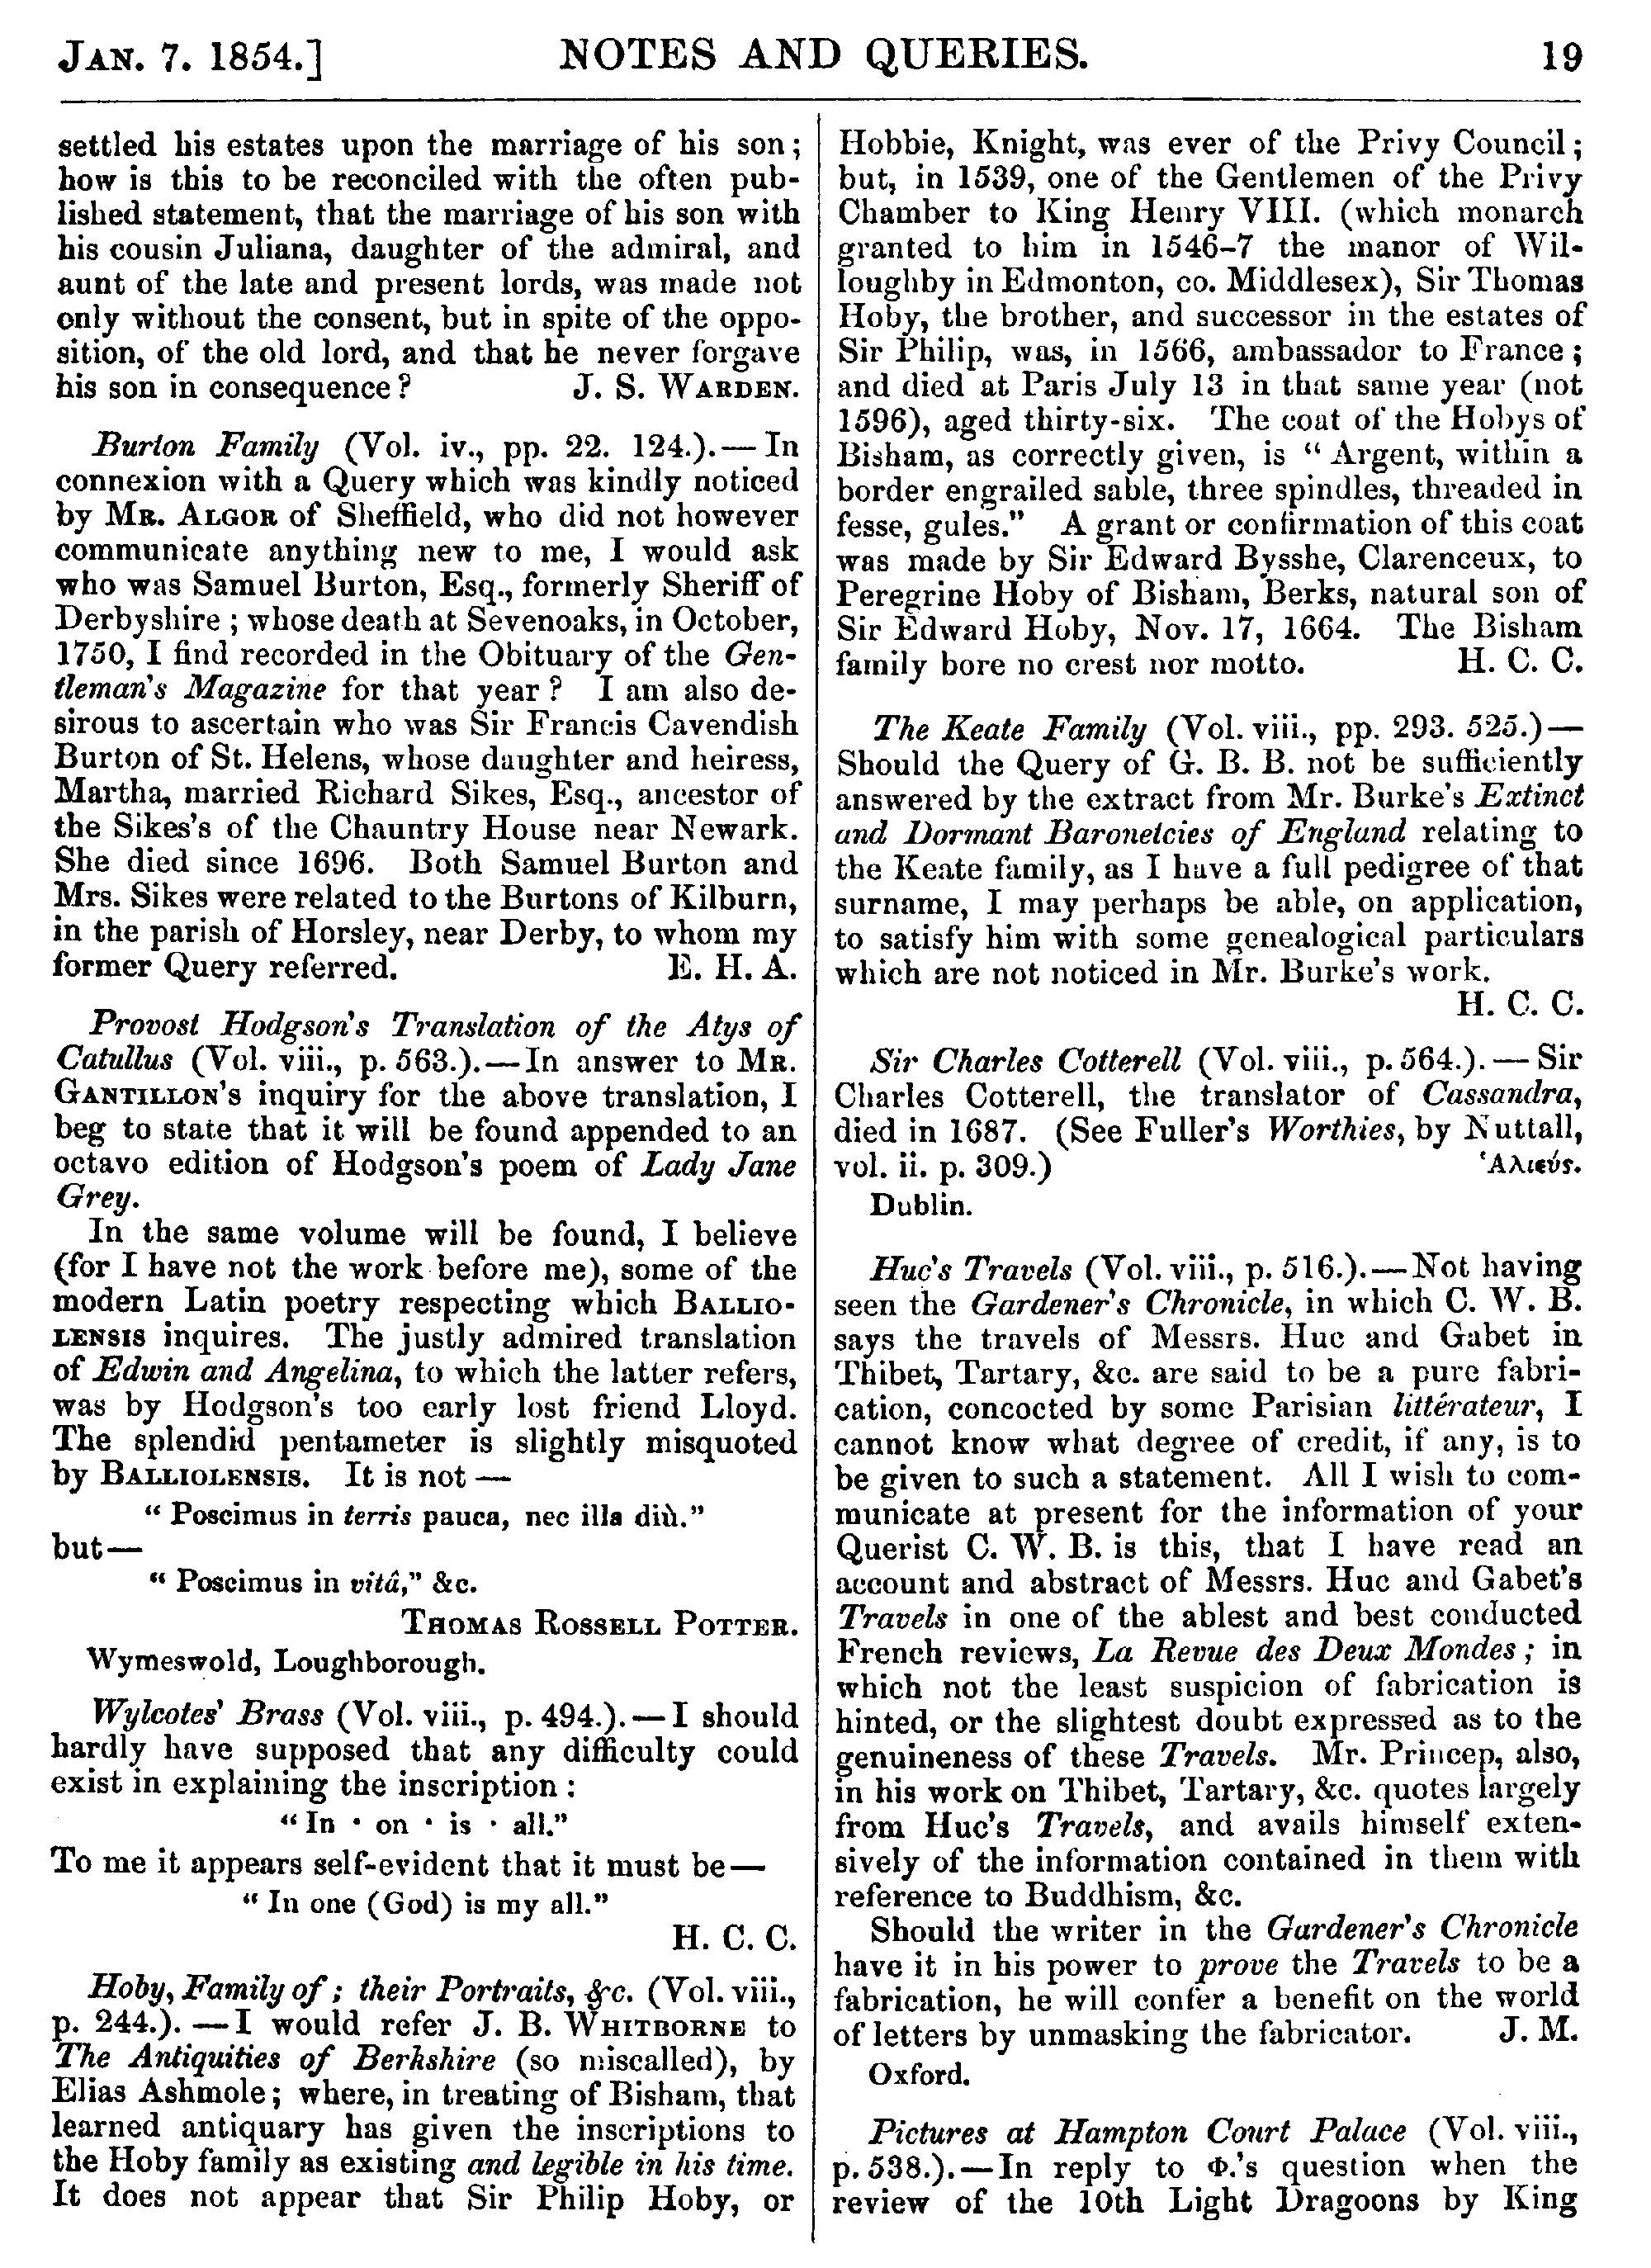 JAN. 7. 1854.] NOTES AND QUERIES. 19
settled his estates upon the marriage of his son;
how is this to be reconciled with the often pub-
lished statement, that the marriage of his son with
his cousin Juliana, daughter of the admiral, and
aunt of the late and present lords, was made not
only without the consent, but in spite of the oppo-
sition, of the old lord, and that he never forgave
his son in consequence? J. S. WARDEN.
Burton Family (Vol. iv., pp. 22. 124.).—In
connexion with a Query which was kindly noticed
by MR. ALGOR of Sheffield, who did not however
communicate anything new to me, I would ask
who was Samuel Burton, Esq., formerly Sheriff of
Derbyshire; whose death at Sevenoaks, in October,
1750, I find recorded in the Obituary of the Gen-
tleman's Magazine for that year? I am also de-
sirous to ascertain who was Sir Francis Cavendish
Burton of St. Helens, whose daughter and heiress,
Martha, married Richard Sikes, Esq., ancestor of
the Sikes's of the Chauntry House near Newark.
She died since 1696. Both Samuel Burton and
Mrs. Sikes were related to the Burtons of Kilburn,
in the parish of Horsley, near Derby, to whom my
former Query referred. E. H. A.
Provost Hodgson's Translation of the Atys of
Catullus (Vol. viii., p. 563.).—In answer to MR.
GANTILLON'S inquiry for the above translation, I
beg to state that it will be found appended to an
octavo edition of Hodgson's poem of Lady Jane
Grey.
In the same volume will be found, I believe
(for I have not the work before me), some of the
modern Latin poetry respecting which BALLIO-
LENSIS inquires. The justly admired translation
of Edwin and Angelina, to which the latter refers,
was by Hodgson's too early lost friend Lloyd.
The splendid pentameter is slightly misquoted
by BALLIOLENSIS. It is not—
"Poscimus in terris pauca, nec illa diù."
but—
"Poscimus in vitâ," &c.
THOMAS ROSSELL POTTER.
Wymeswold, Loughborough.
Wylcotes' Brass (Vol. viii., p. 494.).—I should
hardly have supposed that any difficulty could
exist in explaining the inscription:
"In · on · is · all."
To me it appears self-evident that it must be—
"In one (God) is my all."
H. C. C.
Hoby, Family of; their Portraits, &c. (Vol. viii.,
p. 244.).—I would refer J. B. WHITBORNE to
The Antiquities of Berkshire (so miscalled), by
Elias Ashmole; where, in treating of Bisham, that
learned antiquary has given the inscriptions to
the Hoby family as existing and legible in his time.
It does not appear that Sir Philip Hoby, or
Hobbie, Knight, was ever of the Privy Council;
but, in 1539, one of the Gentlemen of the Privy
Chamber to King Henry VIII. (which monarch
granted to him in 1546–7 the manor of Wil-
loughby in Edmonton, co. Middlesex), Sir Thomas
Hoby, the brother, and successor in the estates of
Sir Philip, was, in 1566, ambassador to France;
and died at Paris July 13 in that same year (not
1596), aged thirty-six. The coat of the Hobys of
Bisham, as correctly given, is "Argent, within a
border engrailed sable, three spindles, threaded in
fesse, gules." A grant or confirmation of this coat
was made by Sir Edward Bysshe, Clarenceux, to
Peregrine Hoby of Bisham, Berks, natural son of
Sir Edward Hoby, Nov. 17, 1664. The Bisham
family bore no crest nor motto. H. C. C.
The Keate Family (Vol. viii., pp. 293. 525.)—
Should the Query of G. B. B. not be sufficiently
answered by the extract from Mr. Burke's Extinct
and Dormant Baronetcies of England relating to
the Keate family, as I have a full pedigree of that
surname, I may perhaps be able, on application,
to satisfy him with some genealogical particulars
which are not noticed in Mr. Burke's work.
H. C. C.
Sir Charles Cotterell (Vol. viii., p. 564.).—Sir
Charles Cotterell, the translator of Cassandra,
died in 1687. (See Fuller's Worthies, by Nuttall,
vol. ii. p. 309.) Ἁλιεύς.
Dublin.
Huc's Travels (Vol. viii., p. 516.).—Not having
seen the Gardener's Chronicle, in which C. W. B.
says the travels of Messrs. Huc and Gabet in
Thibet, Tartary, &c. are said to be a pure fabri-
cation, concocted by some Parisian littérateur, I
cannot know what degree of credit, if any, is to
be given to such a statement. All I wish to com-
municate at present for the information of your
Querist C. W. B. is this, that I have read an
account and abstract of Messrs. Huc and Gabet's
Travels in one of the ablest and best conducted
French reviews, La Revue des Deux Mondes; in
which not the least suspicion of fabrication is
hinted, or the slightest doubt expressed as to the
genuineness of these Travels. Mr. Princep, also,
in his work on Thibet, Tartary, &c. quotes largely
from Huc's Travels, and avails himself exten-
sively of the information contained in them with
reference to Buddhism, &c.
Should the writer in the Gardener's Chronicle
have it in his power to prove the Travels to be a
fabrication, he will confer a benefit on the world
of letters by unmasking the fabricator. J. M.
Oxford.
Pictures at Hampton Court Palace (Vol. viii.,
p. 538.).—In reply to Φ.'s question when the
review of the 10th Light Dragoons by King